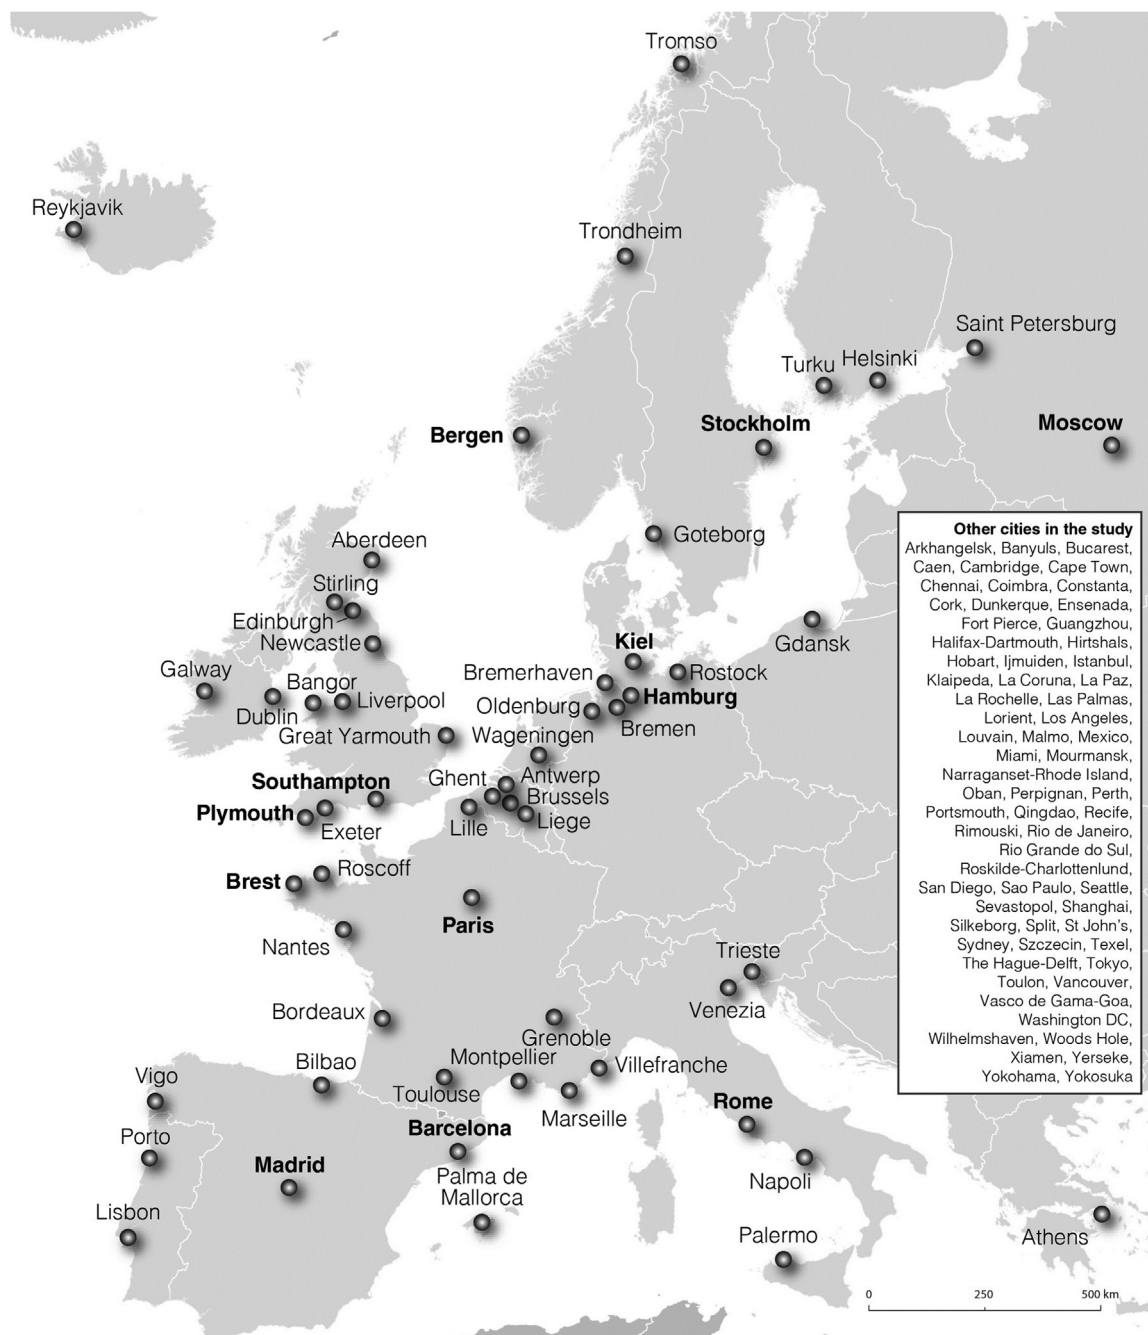 Tromso
Reykjavik
Trondheim
Saint Petersburg
Turku
Helsinki
Bergen
Stockholm
Moscow
Goteborg
Aberdeen
Stirling
Edinburgh
Newcastle
Gdansk
Kiel
Galway
Bangor
Bremerhaven
Rostock
Dublin
Liverpool
Oldenburg
Hamburg
Great Yarmouth
Wageningen
Bremen
Southampton
Ghent
Antwerp
Brussels
Plymouth
Exeter
Lille
Liege
Brest
Roscoff
Paris
Nantes
Trieste
Venezia
Bordeaux
Grenoble
Bilbao
Montpellier
Villefranche
Toulouse
Vigo
Marseille
Rome
Barcelona
Porto
Madrid
Palma de
Mallorca
Napoli
Lisbon
Palermo
Athens
Other cities in the study
Arkhangelsk, Banyuls, Bucarest,
Caen, Cambridge, Cape Town,
Chennai, Coimbra, Constanta,
Cork, Dunkerque, Ensenada,
Fort Pierce, Guangzhou,
Halifax-Dartmouth, Hirtshals,
Hobart, Ijmuiden, Istanbul,
Klaipeda, La Coruna, La Paz,
La Rochelle, Las Palmas,
Lorient, Los Angeles,
Louvain, Malmo, Mexico,
Miami, Mourmansk,
Narraganset-Rhode Island,
Oban, Perpignan, Perth,
Portsmouth, Qingdao, Recife,
Rimouski, Rio de Janeiro,
Rio Grande do Sul,
Roskilde-Charlottenlund,
San Diego, Sao Paulo, Seattle,
Sevastopol, Shanghai,
Silkeborg, Split, St John's,
Sydney, Szczecin, Texel,
The Hague-Delft, Tokyo,
Toulon, Vancouver,
Vasco de Gama-Goa,
Washington DC,
Wilhelmshaven, Woods Hole,
Xiamen, Yerseke,
Yokohama, Yokosuka
0 250 500 km